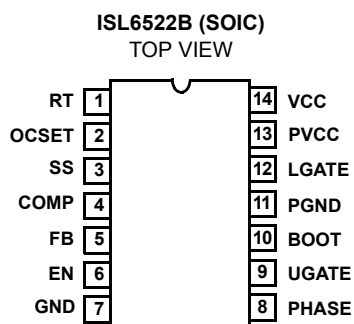 ISL6522B (SOIC)
TOP VIEW
RT 1 14 VCC
OCSET 2 13 PVCC
SS 3 12 LGATE
COMP 4 11 PGND
FB 5 10 BOOT
EN 6 9 UGATE
GND 7 8 PHASE